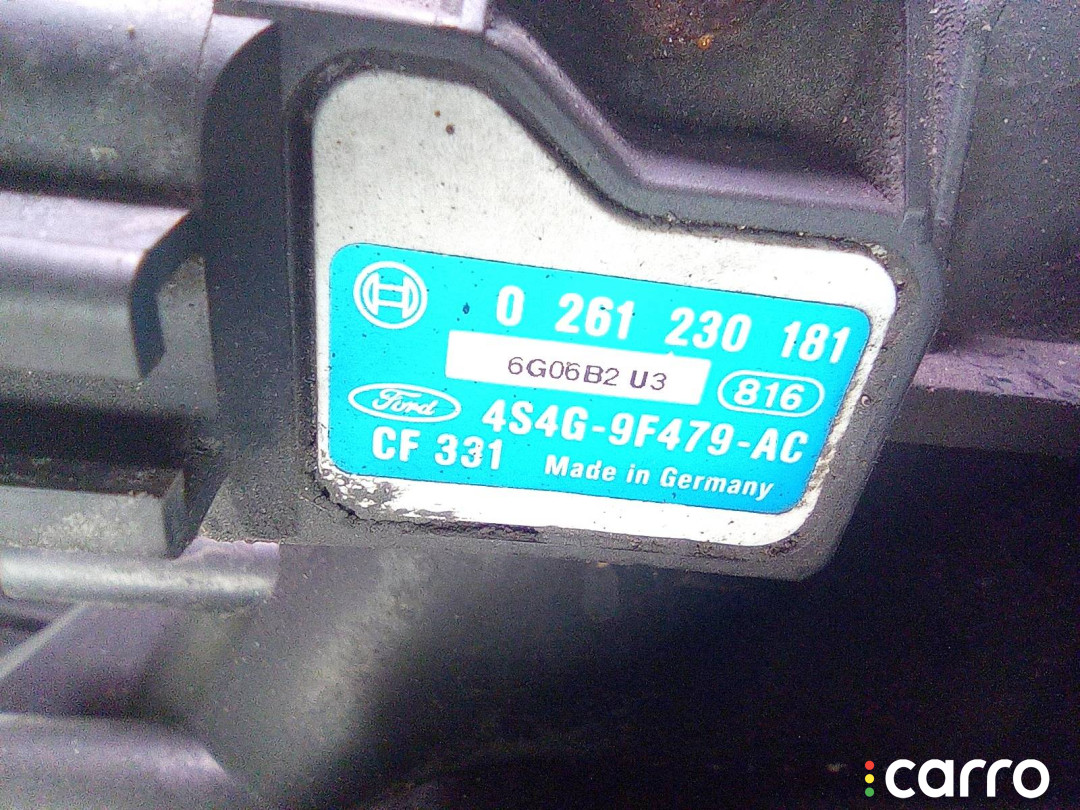 0 261 230 181
6G06B2 U3
816
Ford
4S4G-9F479-AC
CF 331
Made in Germany
carro